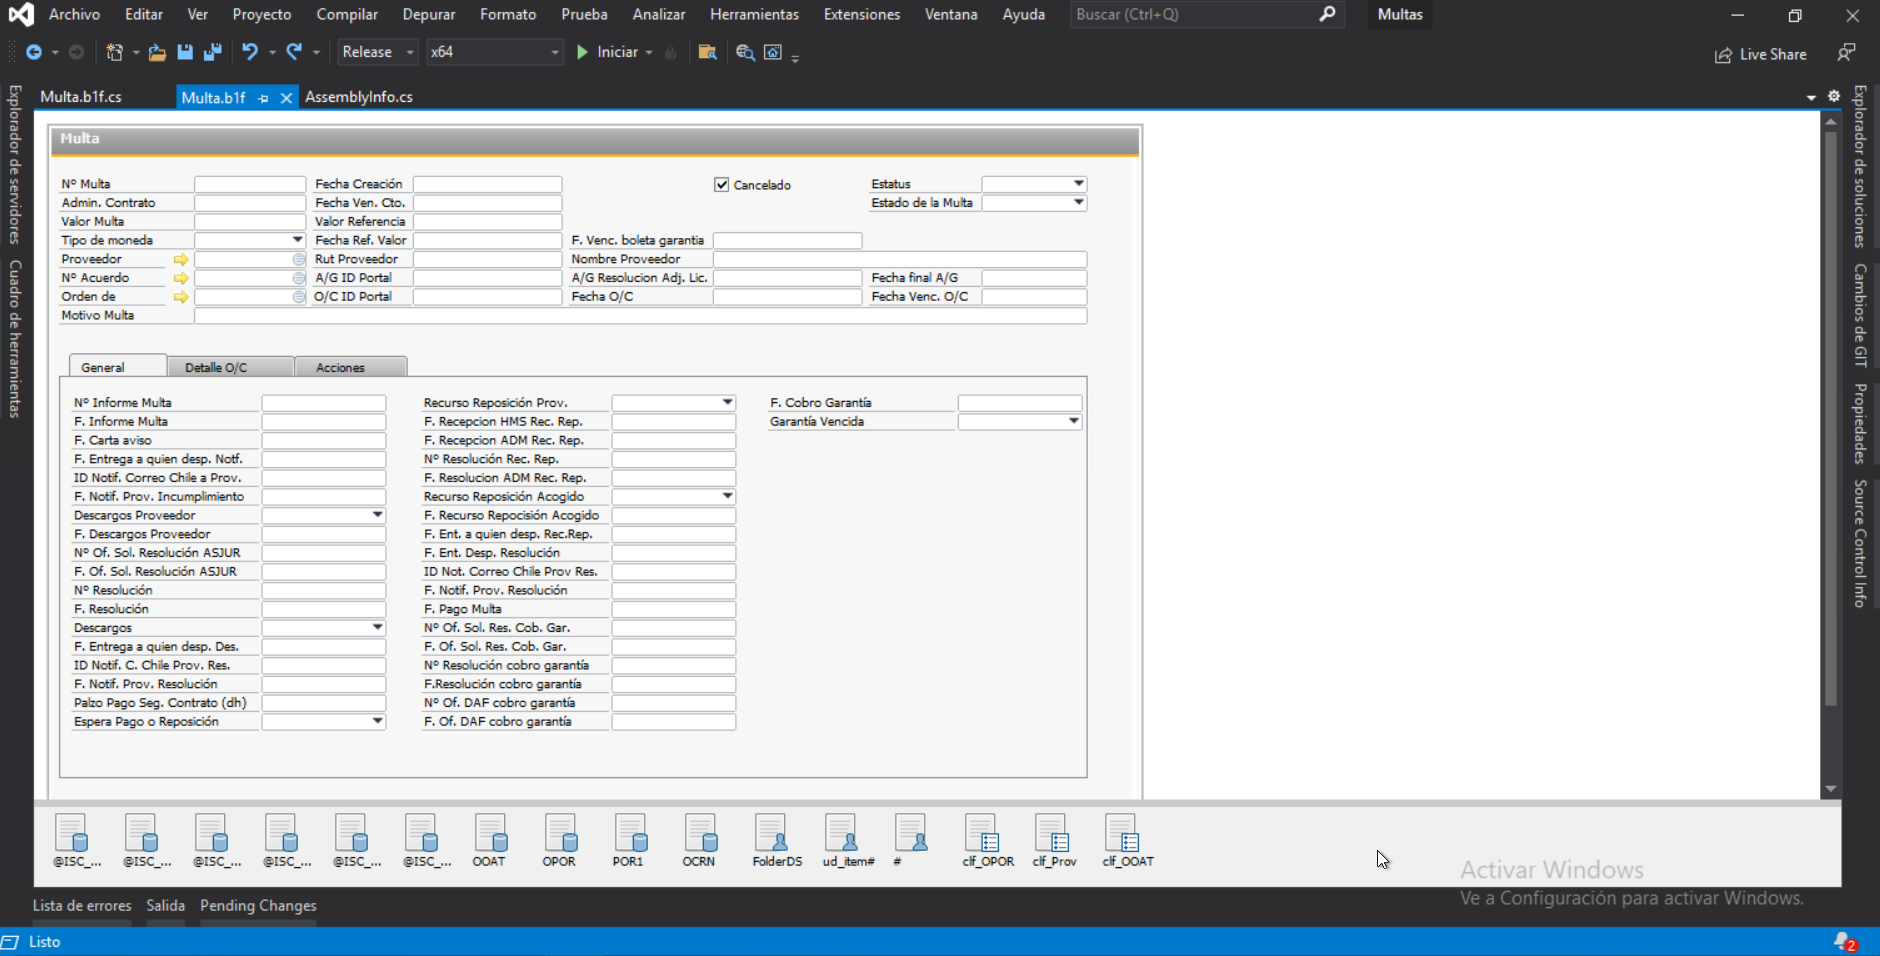 Archivo Editar Ver Proyecto Compilar Depurar Formato Prueba Analizar Herramientas Extensiones Ventana Ayuda Buscar (Ctrl+Q) Multas
Release x64 Iniciar Live Share
Multa.b1f.cs Multa.b1f AssemblyInfo.cs
Explorador de servidores
Cuadro de herramientas
Multa
Nº Multa Fecha Creación Cancelado Estatus
Admin. Contrato Fecha Ven. Cto. Estado de la Multa
Valor Multa Valor Referencia
Tipo de moneda Fecha Ref. Valor F. Venc. boleta garantia
Proveedor Rut Proveedor Nombre Proveedor
Nº Acuerdo A/G ID Portal A/G Resolucion Adj. Lic. Fecha final A/G
Orden de O/C ID Portal Fecha O/C Fecha Venc. O/C
Motivo Multa
General Detalle O/C Acciones
Nº Informe Multa Recurso Reposición Prov. F. Cobro Garantía
F. Informe Multa F. Recepcion HMS Rec. Rep. Garantía Vencida
F. Carta aviso F. Recepcion ADM Rec. Rep.
F. Entrega a quien desp. Notf. Nº Resolución Rec. Rep.
ID Notif. Correo Chile a Prov. F. Resolucion ADM Rec. Rep.
F. Notif. Prov. Incumplimiento Recurso Reposición Acogido
Descargos Proveedor F. Recurso Repocisión Acogido
F. Descargos Proveedor F. Ent. a quien desp. Rec.Rep.
Nº Of. Sol. Resolución ASJUR F. Ent. Desp. Resolución
F. Of. Sol. Resolución ASJUR ID Not. Correo Chile Prov Res.
Nº Resolución F. Notif. Prov. Resolución
F. Resolución F. Pago Multa
Descargos Nº Of. Sol. Res. Cob. Gar.
F. Entrega a quien desp. Des. F. Of. Sol. Res. Cob. Gar.
ID Notif. C. Chile Prov. Res. Nº Resolución cobro garantía
F. Notif. Prov. Resolución F.Resolución cobro garantía
Palzo Pago Seg. Contrato (dh) Nº Of. DAF cobro garantía
Espera Pago o Reposición F. Of. DAF cobro garantía
Explorador de soluciones
Cambios de GIT
Propiedades
Source Control Info
@ISC_... @ISC_... @ISC_... @ISC_... @ISC_... @ISC_... OOAT OPOR POR1 OCRN FolderDS ud_item# # clf_OPOR clf_Prov clf_OOAT
Activar Windows
Ve a Configuración para activar Windows.
Lista de errores Salida Pending Changes
Listo 2